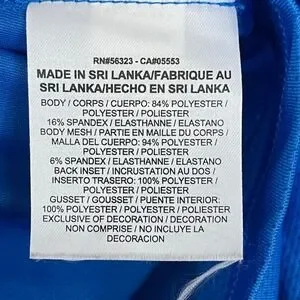 RN#56323 - CA#05553
MADE IN SRI LANKA/FABRIQUE AU
SRI LANKA/HECHO EN SRI LANKA
BODY / CORPS / CUERPO: 84% POLYESTER /
POLYESTER / POLIESTER
16% SPANDEX / ELASTHANNE / ELASTANO
BODY MESH / PARTIE EN MAILLE DU CORPS /
MALLA DEL CUERPO: 94% POLYESTER /
POLYESTER / POLIESTER
6% SPANDEX / ELASTHANNE / ELASTANO
BACK INSET / INCRUSTATION AU DOS /
INSERTO TRASERO: 100% POLYESTER /
POLYESTER / POLIESTER
GUSSET / GOUSSET / PUENTE INTERIOR:
100% POLYESTER / POLYESTER / POLIESTER
EXCLUSIVE OF DECORATION / DECORATION
NON COMPRISE / NO INCLUYE LA
DECORACION